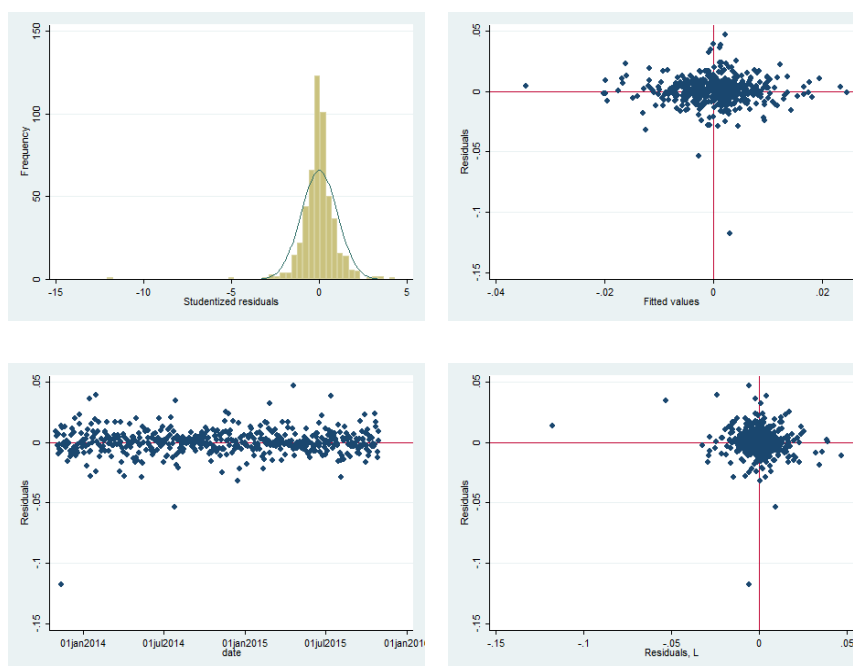 150
100
50
0
Frequency
-15
-10
-5
0
5
Studentized residuals
.05
0
-.05
-.1
-.15
Residuals
-.04
-.02
0
.02
Fitted values
.05
0
-.05
-.1
-.15
Residuals
01jan2014
01jul2014
01jan2015
01jul2015
01jan2016
date
.05
0
-.05
-.1
-.15
Residuals
-.15
-.1
-.05
0
.05
Residuals, L